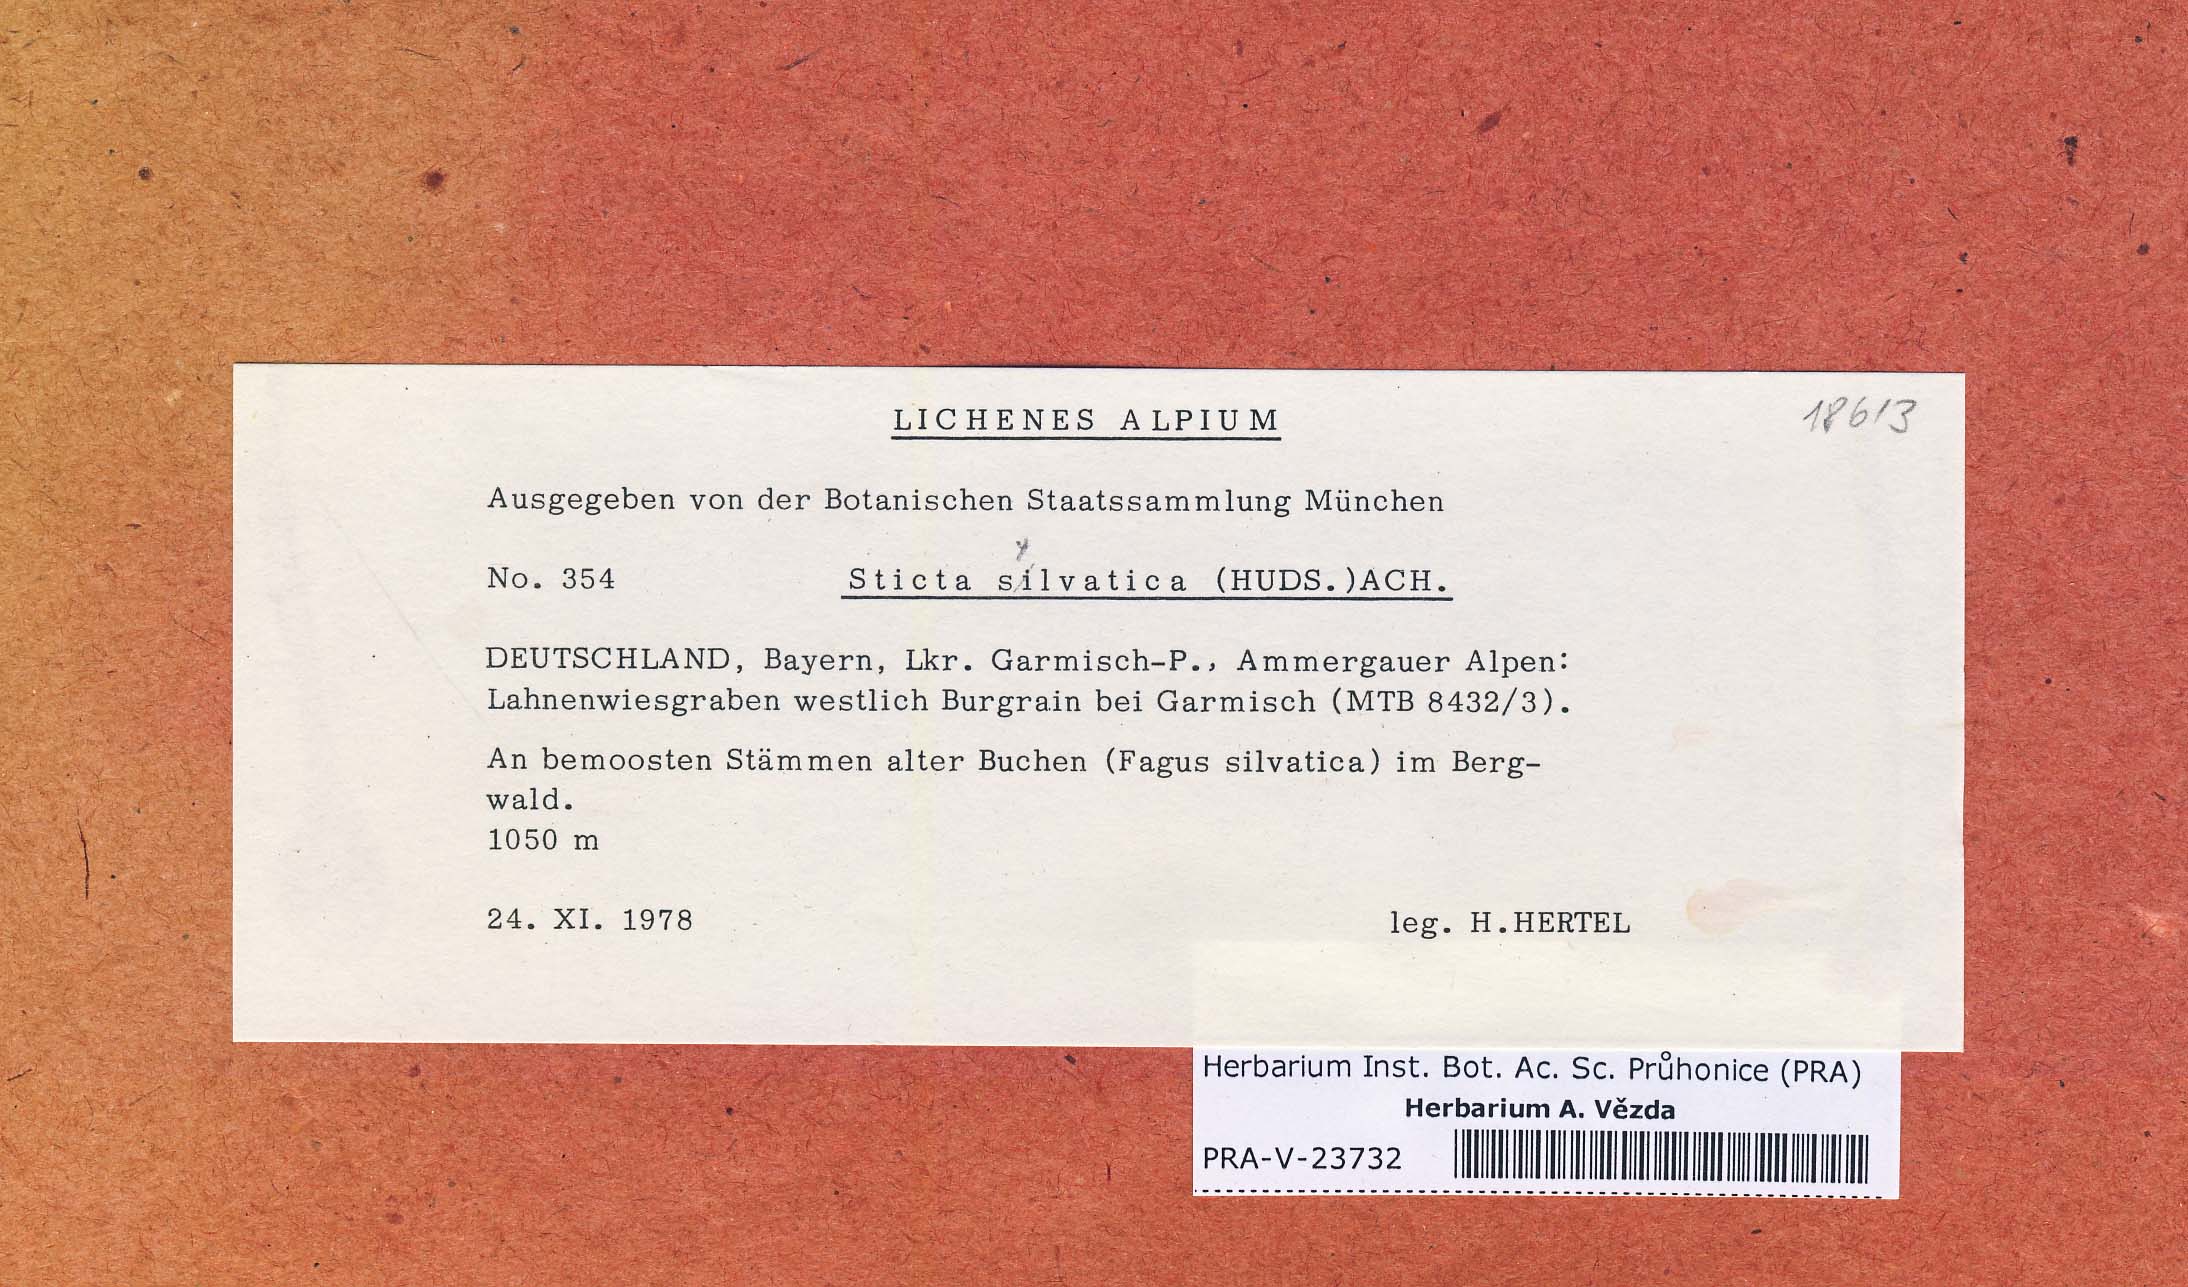 LICHENES ALPIUM
18613
Ausgegeben von der Botanischen Staatssammlung München
y
No. 354 Sticta silvatica (HUDS.)ACH.
DEUTSCHLAND, Bayern, Lkr. Garmisch-P., Ammergauer Alpen:
Lahnenwiesgraben westlich Burgrain bei Garmisch (MTB 8432/3).
An bemoosten Stämmen alter Buchen (Fagus silvatica) im Berg-
wald.
1050 m
24. XI. 1978 leg. H.HERTEL
Herbarium Inst. Bot. Ac. Sc. Průhonice (PRA)
Herbarium A. Vězda
PRA-V-23732